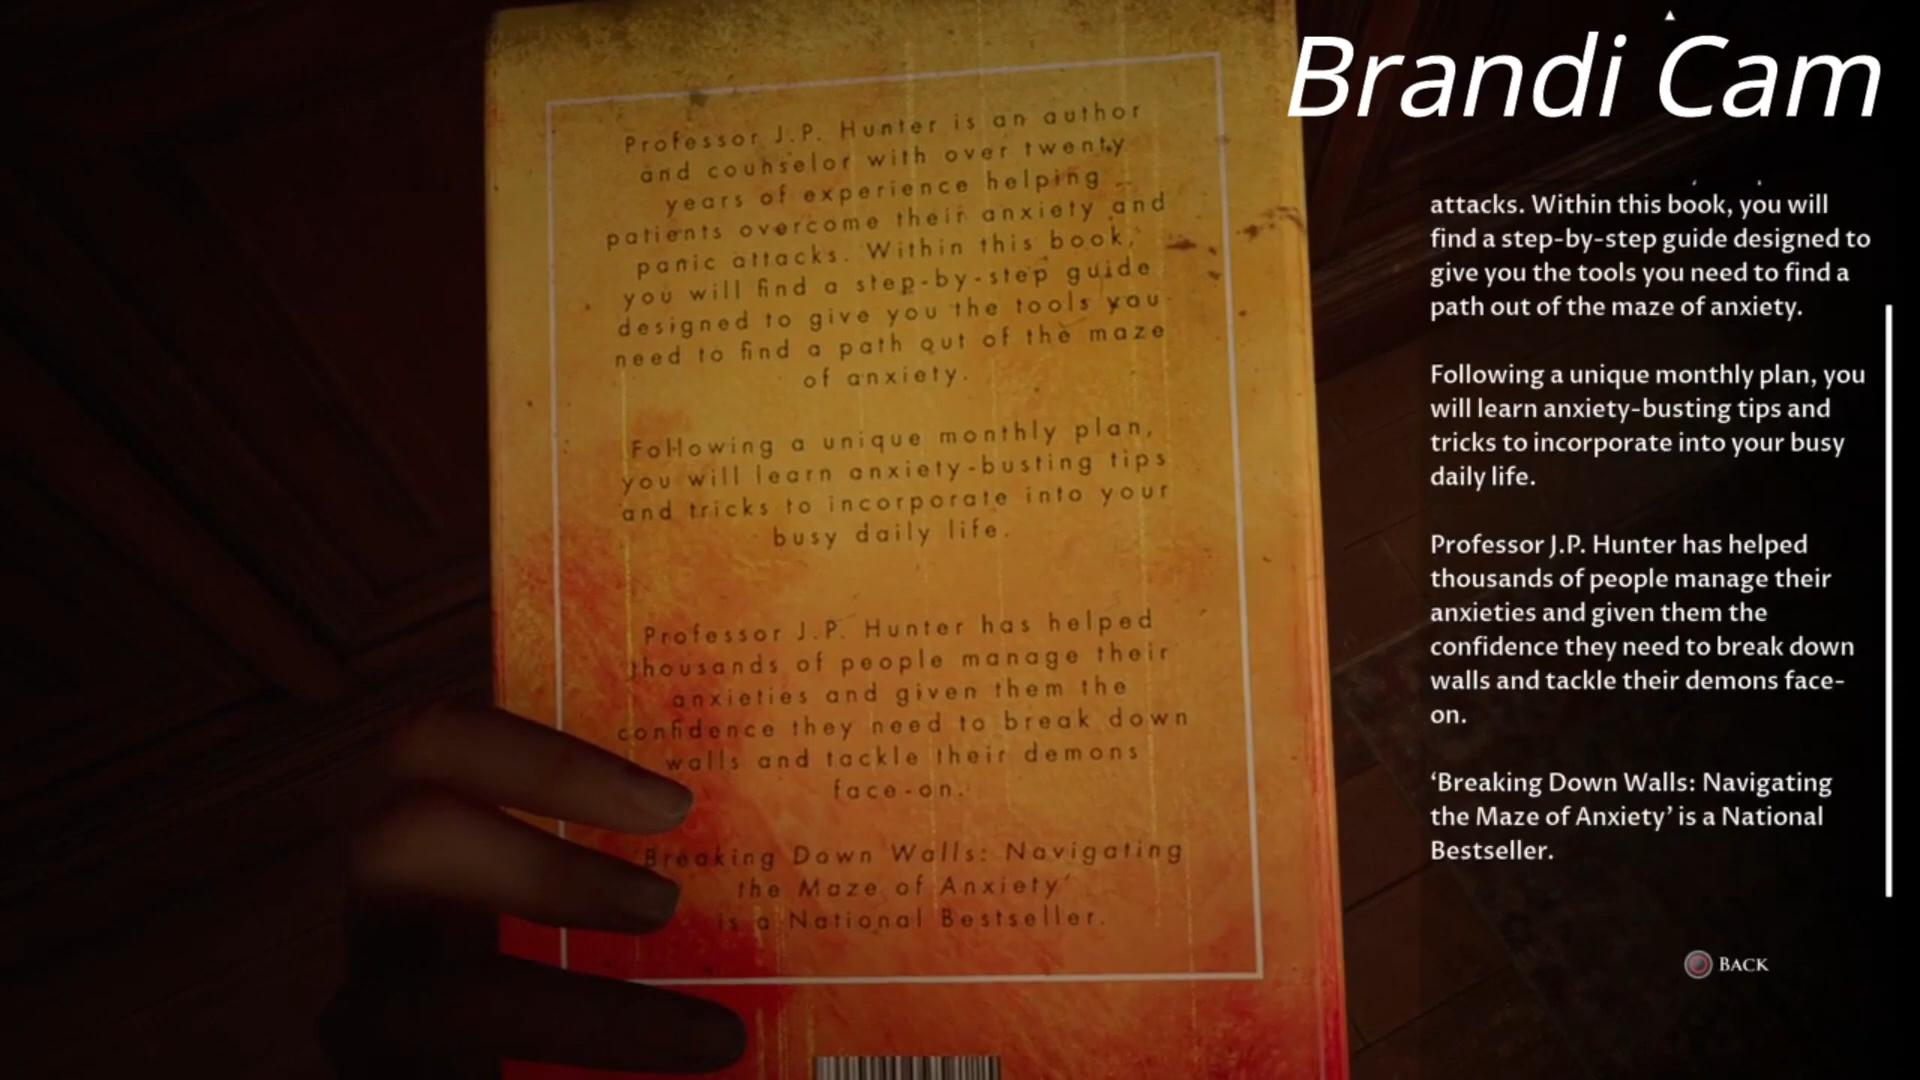 Brandi Cam
Professor J.P. Hunter is an author
and counselor with over twenty
years of experience helping
patients overcome their anxiety and
panic attacks. Within this book,
you will find a step-by-step guide
designed to give you the tools you
need to find a path out of the maze
of anxiety.
Following a unique monthly plan,
you will learn anxiety-busting tips
and tricks to incorporate into your
busy daily life.
Professor J.P. Hunter has helped
thousands of people manage their
anxieties and given them the
confidence they need to break down
walls and tackle their demons
face-on.
'Breaking Down Walls: Navigating
the Maze of Anxiety'
is a National Bestseller.
attacks. Within this book, you will
find a step-by-step guide designed to
give you the tools you need to find a
path out of the maze of anxiety.
Following a unique monthly plan, you
will learn anxiety-busting tips and
tricks to incorporate into your busy
daily life.
Professor J.P. Hunter has helped
thousands of people manage their
anxieties and given them the
confidence they need to break down
walls and tackle their demons face-
on.
‘Breaking Down Walls: Navigating
the Maze of Anxiety’ is a National
Bestseller.
BACK